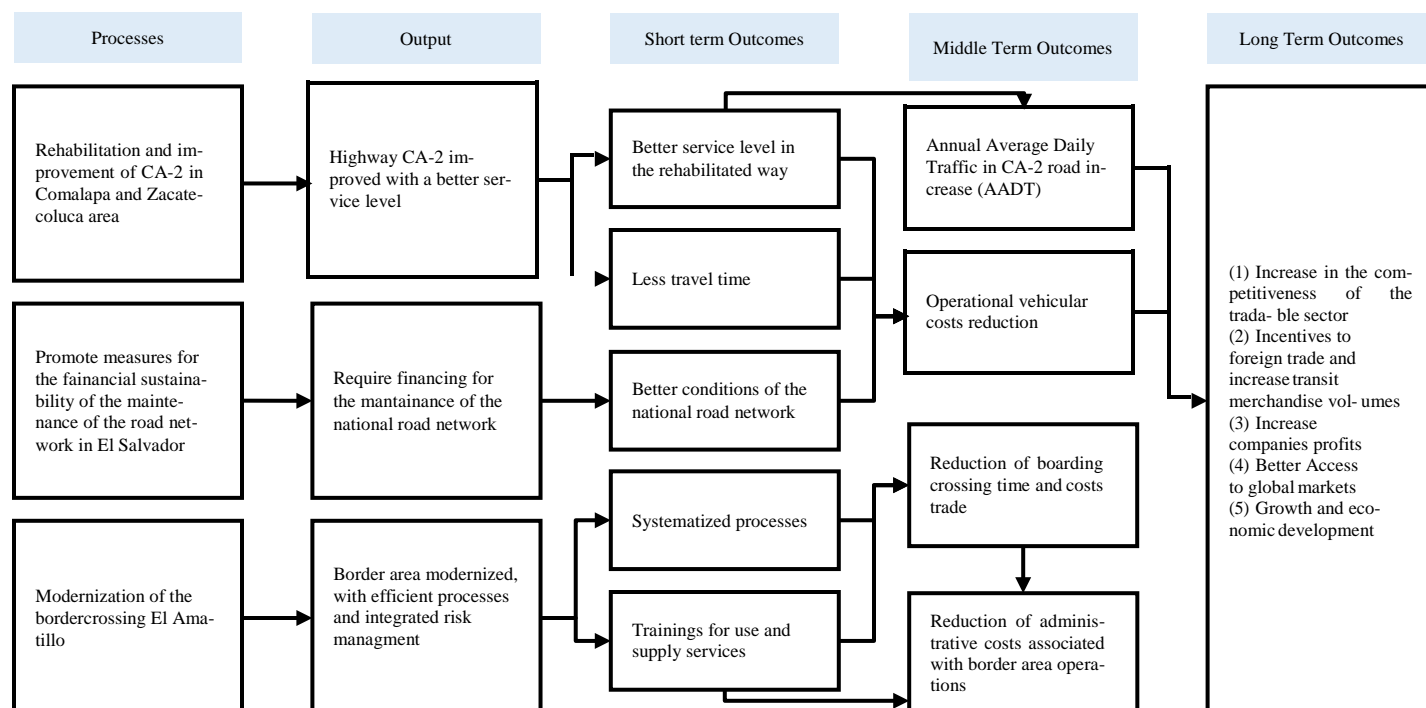 Processes
Output
Short term Outcomes
Middle Term Outcomes
Long Term Outcomes
Rehabilitation and im-
provement of CA-2 in
Comalapa and Zacate-
coluca area
Highway CA-2 im-
proved with a better ser-
vice level
Better service level in
the rehabilitated way
Annual Average Daily
Traffic in CA-2 road in-
crease (AADT)
Less travel time
Operational vehicular
costs reduction
Promote measures for
the fainancial sustaina-
bility of the mainte-
nance of the road net-
work in El Salvador
Require financing for
the mantainance of the
national road network
Better conditions of the
national road network
Reduction of boarding
crossing time and costs
trade
Systematized processes
Modernization of the
bordercrossing El Ama-
tillo
Border area modernized,
with efficient processes
and integrated risk
managment
Trainings for use and
supply services
Reduction of adminis-
trative costs associated
with border area opera-
tions
(1) Increase in the com-
petitiveness of the
trada- ble sector
(2) Incentives to
foreign trade and
increase transit
merchandise vol- umes
(3) Increase
companies profits
(4) Better Access
to global markets
(5) Growth and eco-
nomic development